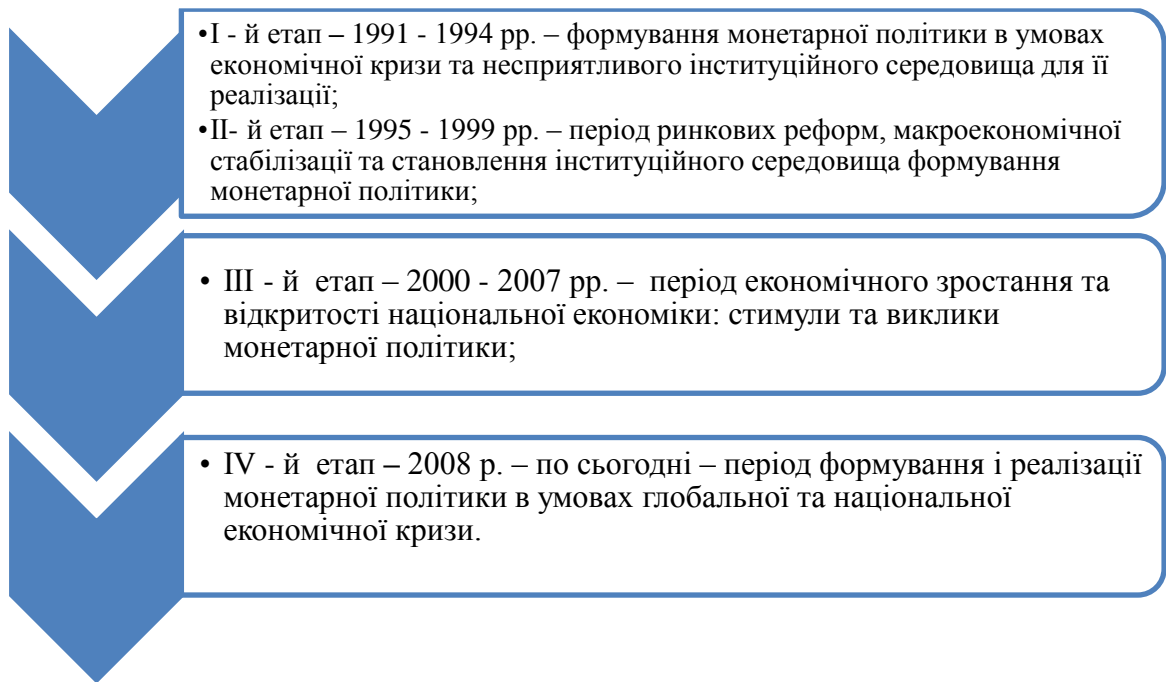 •I - й етап – 1991 - 1994 рр. – формування монетарної політики в умовах
економічної кризи та несприятливого інституційного середовища для її
реалізації;
•II- й етап – 1995 - 1999 рр. – період ринкових реформ, макроекономічної
стабілізації та становлення інституційного середовища формування
монетарної політики;
• III - й етап – 2000 - 2007 рр. – період економічного зростання та
відкритості національної економіки: стимули та виклики
монетарної політики;
• IV - й етап – 2008 р. – по сьогодні – період формування і реалізації
монетарної політики в умовах глобальної та національної
економічної кризи.